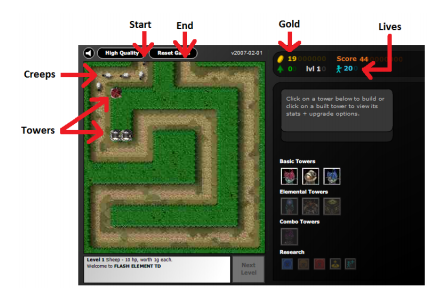 Start
End
Gold
Lives
High Quality
Reset Game
v2007-02-01
19
Score 44
0
lvl 1
20
Creeps
Towers
Click on a tower below to build or
click on a built tower to view its
stats + upgrade options.
Basic Towers
Elemental Towers
Combo Towers
Research
Level 1 Sheep - 10 hp, worth 1g each
Welcome to FLASH ELEMENT TD
Next
Level